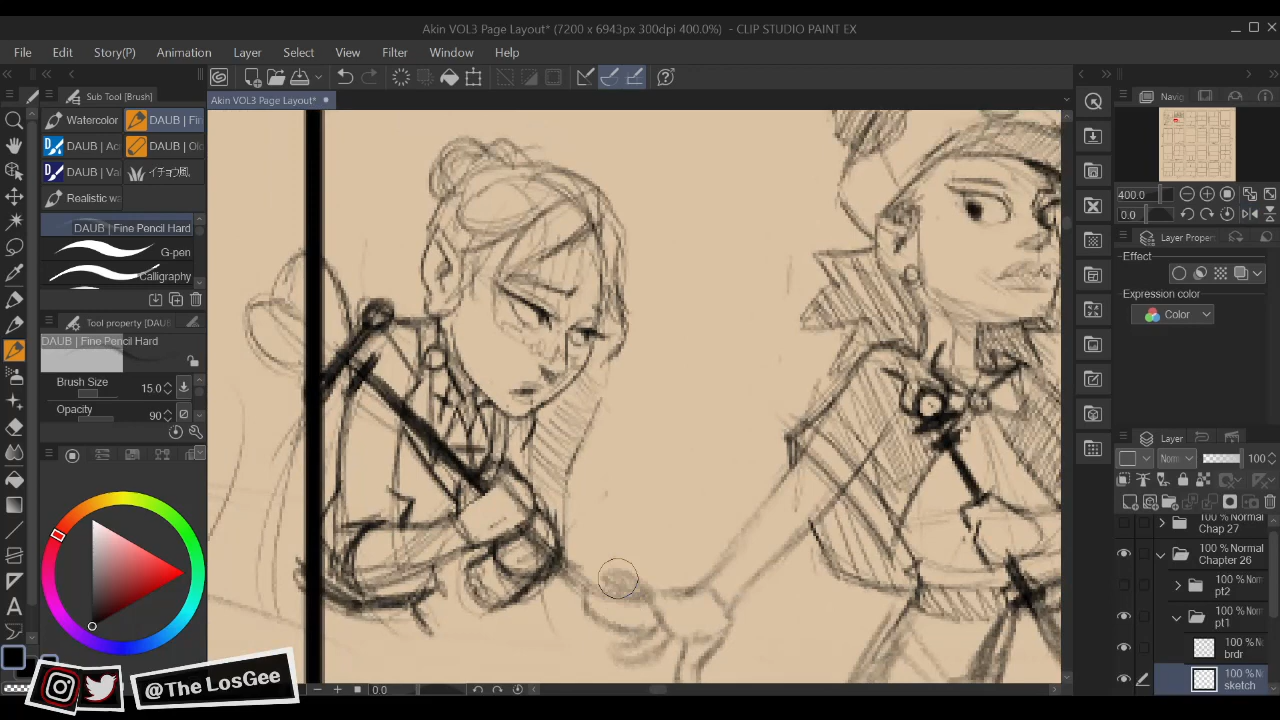 Akin VOL3 Page Layout* (7200 x 6943px 300dpi 400.0%) - CLIP STUDIO PAINT EX
File Edit Story(P) Animation Layer Select View Filter Window Help
Sub Tool [Brush]
Akin VOL3 Page Layout*
Navig
Watercolor
DAUB | Fin
DAUB | Ac
DAUB | Olc
DAUB | Va
イチョウ風.
Realistic wa
DAUB | Fine Pencil Hard
G-pen
Calligraphy
400.0
0.0
Layer Proper
Effect
Expression color
Color
Tool property [DAUB
DAUB | Fine Pencil Hard
Brush Size 15.0
Opacity 90
Layer
Norm 100
100 % Normal
Chap 27
100 % Normal
Chapter 26
100 % Norm
pt2
100 % Norm
pt1
100 % No
brdr
100 % No
sketch
0.0
@The LosGee